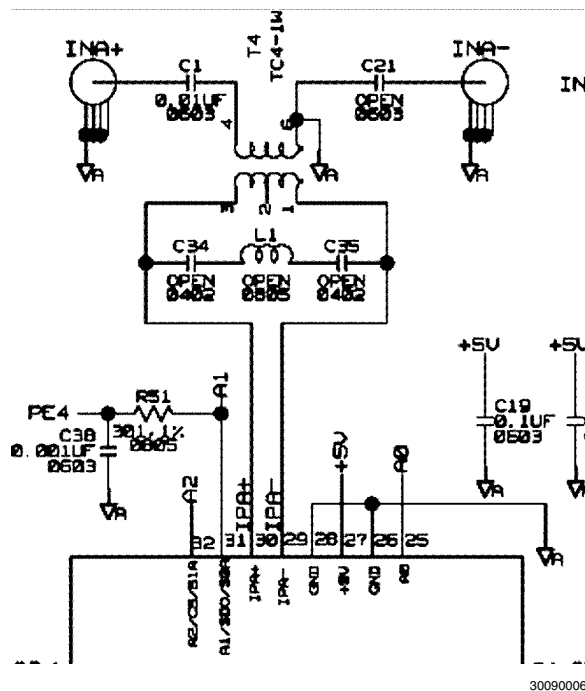 INA+
T4
TC4-1W
INA-
IN
C1
0.01UF
0603
C21
OPEN
0603
4
6
A
A
A
3
2
1
C34
OPEN
0402
L1
OPEN
0805
C35
OPEN
0402
+5V
+5V
PE4
R51
301,1%
0805
A1
C38
0.001UF
0603
C19
0.1UF
0603
A
A
A
A2
IPA+
IPA-
+5V
A0
A
32
31
30
29
28
27
26
25
A2/CS/S1A
A1/SDO/S0A
IPA+
IPA-
GND
GND
A0
30090006